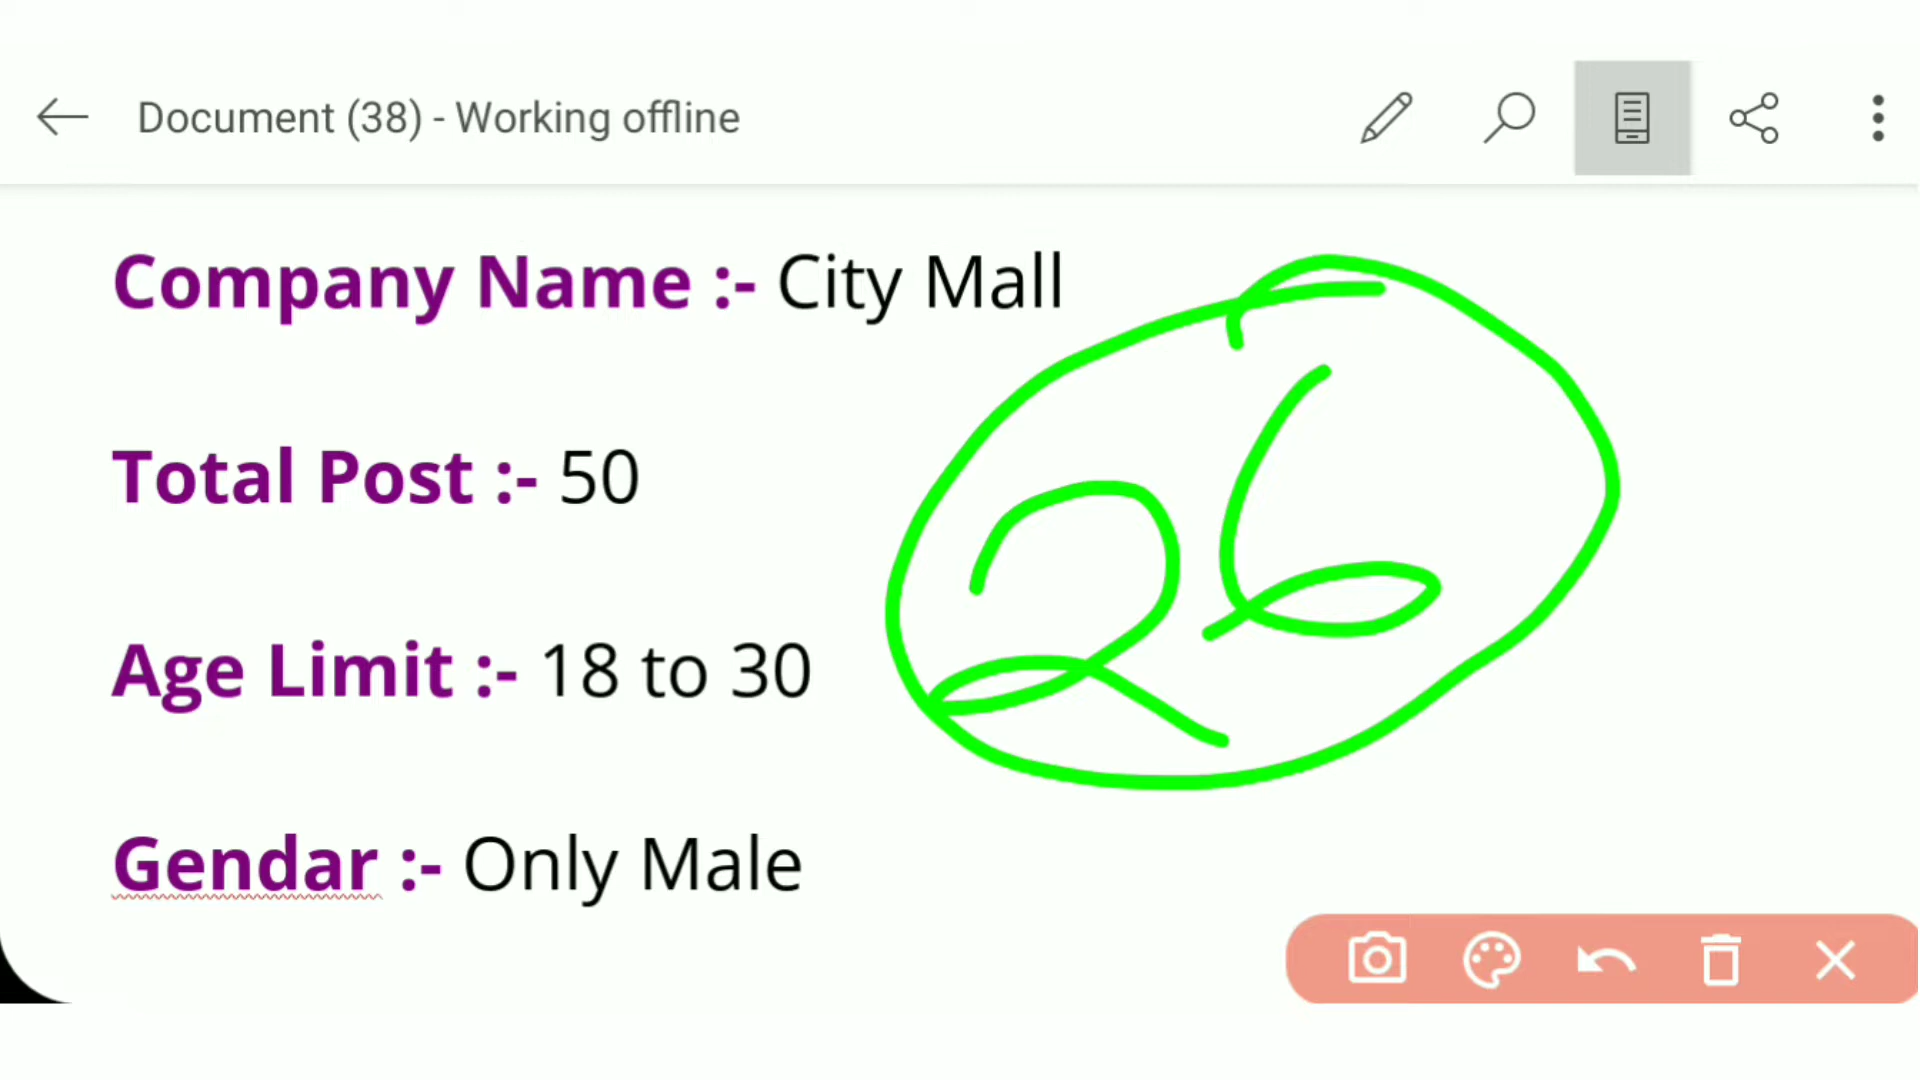 Document (38) - Working offline
Company Name :- City Mall
Total Post :- 50
26
Age Limit :- 18 to 30
Gendar :- Only Male